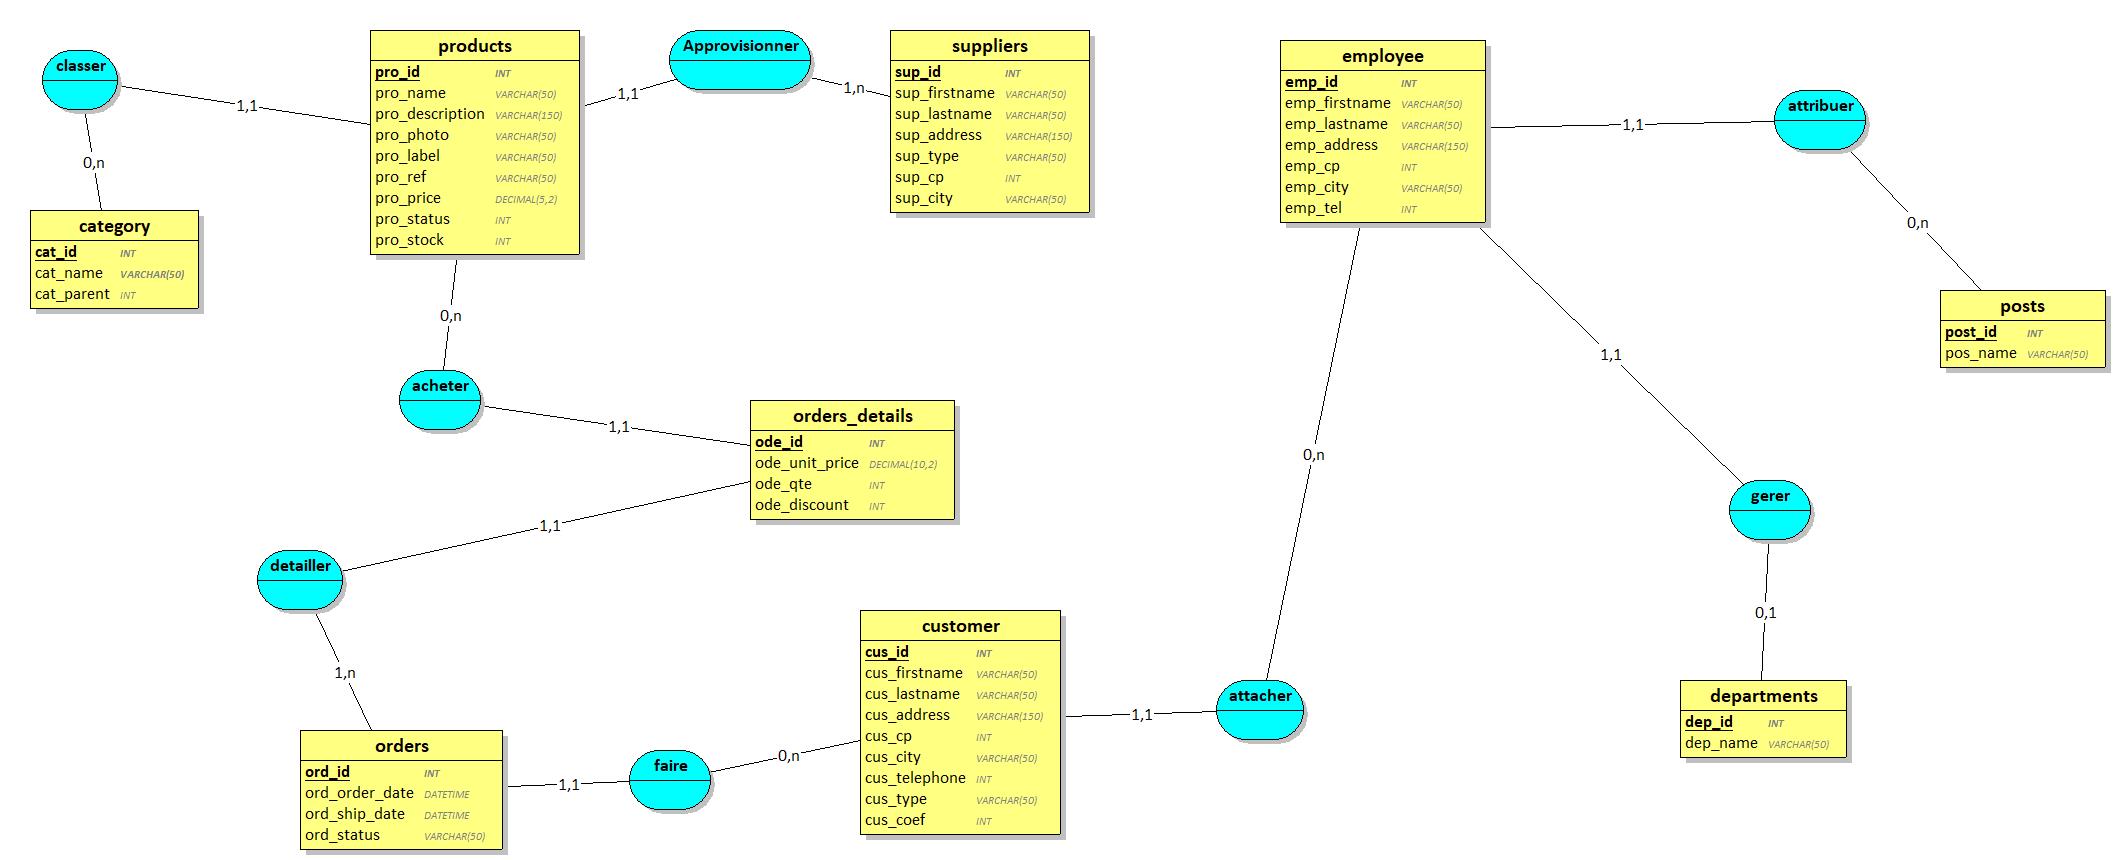 classer
1,1
0,n
category
cat_id INT
cat_name VARCHAR(50)
cat_parent INT
products
pro_id INT
pro_name VARCHAR(50)
pro_description VARCHAR(150)
pro_photo VARCHAR(50)
pro_label VARCHAR(50)
pro_ref VARCHAR(50)
pro_price DECIMAL(5,2)
pro_status INT
pro_stock INT
1,1
Approvisionner
1,n
suppliers
sup_id INT
sup_firstname VARCHAR(50)
sup_lastname VARCHAR(50)
sup_address VARCHAR(150)
sup_type VARCHAR(50)
sup_cp INT
sup_city VARCHAR(50)
employee
emp_id INT
emp_firstname VARCHAR(50)
emp_lastname VARCHAR(50)
emp_address VARCHAR(150)
emp_cp INT
emp_city VARCHAR(50)
emp_tel INT
1,1
attribuer
0,n
posts
post_id INT
pos_name VARCHAR(50)
0,n
acheter
1,1
orders_details
ode_id INT
ode_unit_price DECIMAL(10,2)
ode_qte INT
ode_discount INT
1,1
detailler
1,n
orders
ord_id INT
ord_order_date DATETIME
ord_ship_date DATETIME
ord_status VARCHAR(50)
1,1
faire
0,n
customer
cus_id INT
cus_firstname VARCHAR(50)
cus_lastname VARCHAR(50)
cus_address VARCHAR(150)
cus_cp INT
cus_city VARCHAR(50)
cus_telephone INT
cus_type VARCHAR(50)
cus_coef INT
1,1
attacher
0,n
1,1
gerer
0,1
departments
dep_id INT
dep_name VARCHAR(50)